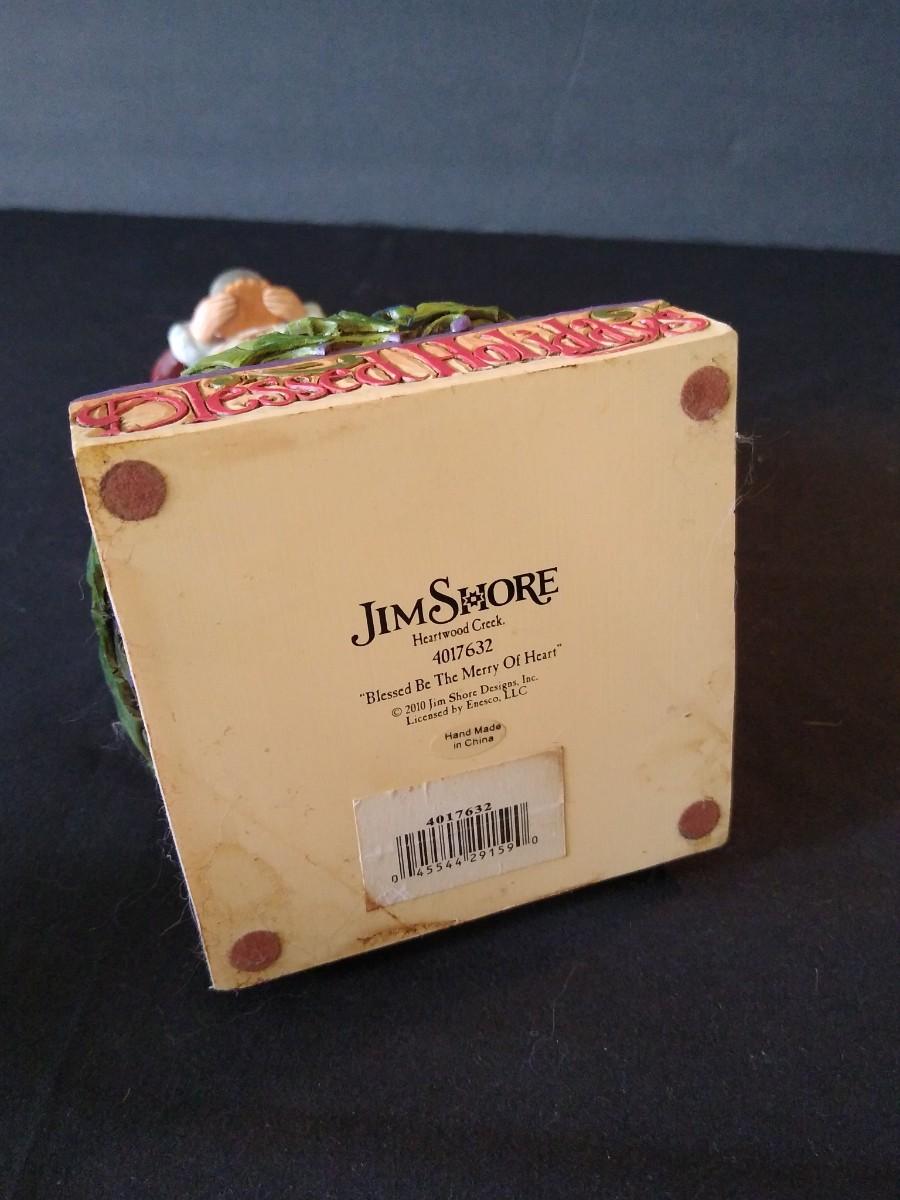 Blessed Holidays
JIM SHORE
Heartwood Creek.
4017632
"Blessed Be The Merry Of Heart"
© 2010 Jim Shore Designs, Inc.
Licensed by Enesco, LLC
Hand Made
in China
4017632
0 45544 29159 0